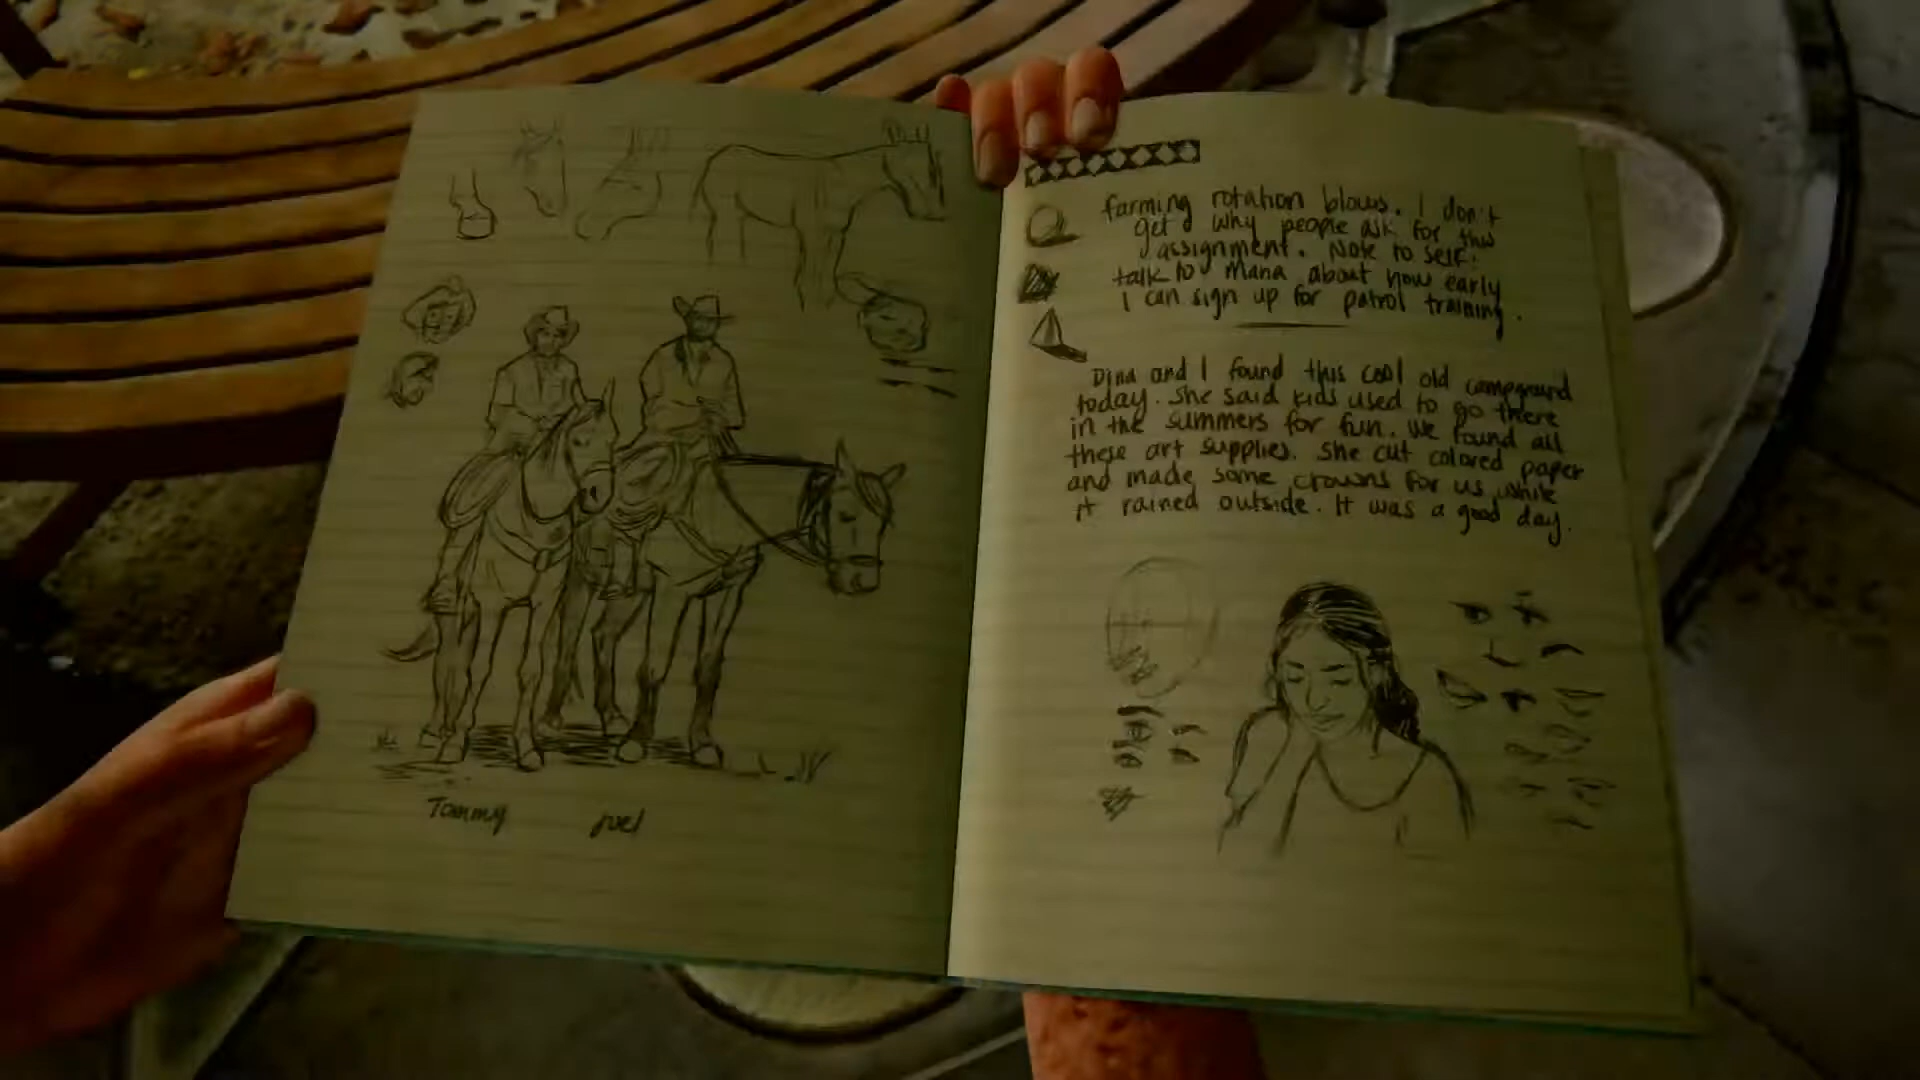 Tommy
joel
farming rotation blows. I don't
get why people ask for this
assignment. Note to self:
talk to Maria about how early
I can sign up for patrol training.
Dina and I found this cool old campground
today. She said kids used to go there
in the summers for fun. We found all
these art supplies. She cut colored paper
and made some crowns for us while
it rained outside. It was a good day.